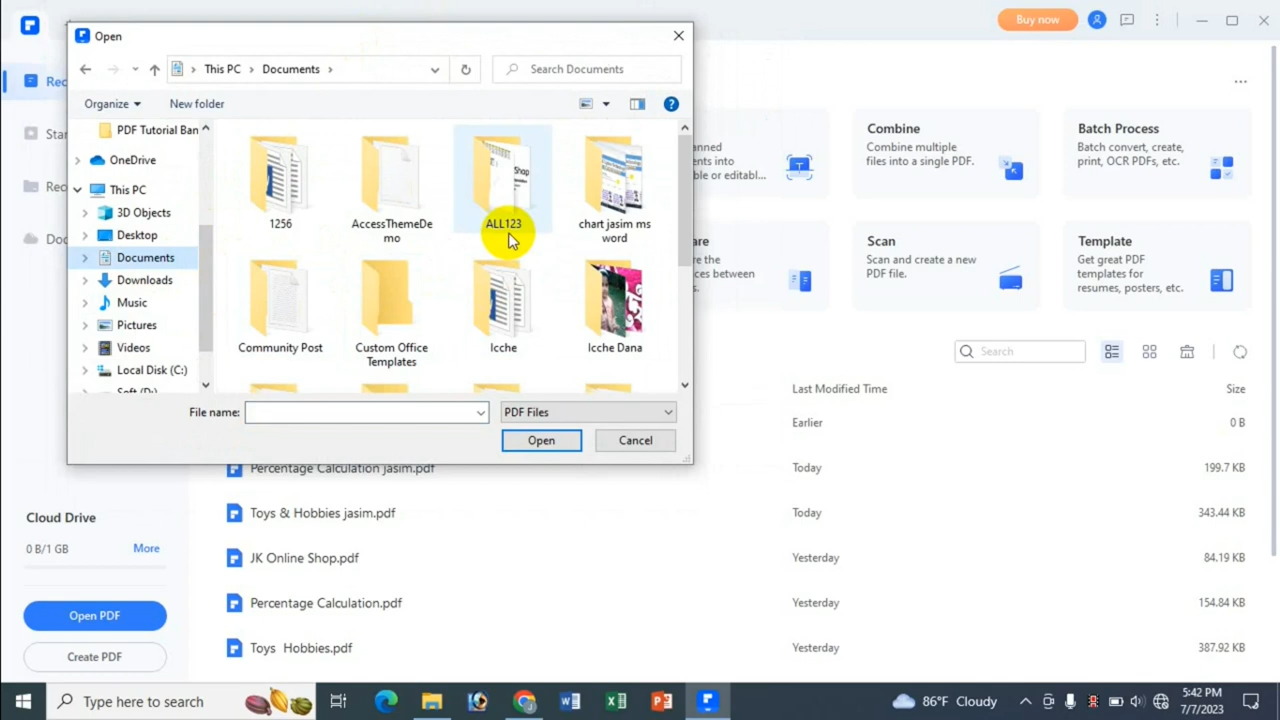 Open
Buy now
This PC
Documents
Search Documents
Organize
New folder
PDF Tutorial Ban
OneDrive
This PC
3D Objects
Desktop
Documents
Downloads
Music
Pictures
Videos
Local Disk (C:)
1256
AccessThemeDe
mo
ALL123
chart jasim ms
word
Community Post
Custom Office
Templates
Icche
Icche Dana
File name:
PDF Files
Open
Cancel
Combine
Combine multiple
files into a single PDF.
Batch Process
Batch convert, create,
print, OCR PDFs, etc.
Scan
Scan and create a new
PDF file.
Template
Get great PDF
templates for
resumes, posters, etc.
Search
Last Modified Time
Size
Earlier
0 B
Percentage Calculation jasim.pdf
Today
199.7 KB
Toys & Hobbies jasim.pdf
Today
343.44 KB
JK Online Shop.pdf
Yesterday
84.19 KB
Percentage Calculation.pdf
Yesterday
154.84 KB
Toys Hobbies.pdf
Yesterday
387.92 KB
Cloud Drive
0 B/1 GB
More
Open PDF
Create PDF
Type here to search
86°F Cloudy
5:42 PM
7/7/2023